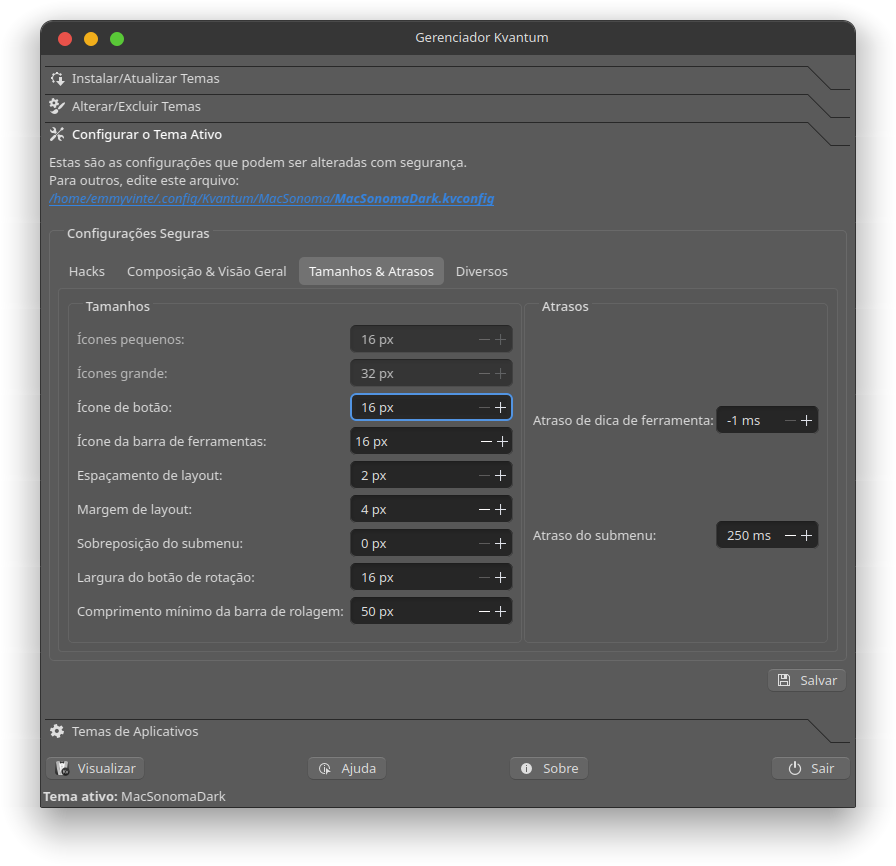 Gerenciador Kvantum
Instalar/Atualizar Temas
Alterar/Excluir Temas
Configurar o Tema Ativo
Estas são as configurações que podem ser alteradas com segurança.
Para outros, edite este arquivo:
/home/emmyvinte/.config/Kvantum/MacSonoma/MacSonomaDark.kvconfig
Configurações Seguras
Hacks Composição & Visão Geral Tamanhos & Atrasos Diversos
Tamanhos
Ícones pequenos: 16 px
Ícones grande: 32 px
Ícone de botão: 16 px
Ícone da barra de ferramentas: 16 px
Espaçamento de layout: 2 px
Margem de layout: 4 px
Sobreposição do submenu: 0 px
Largura do botão de rotação: 16 px
Comprimento mínimo da barra de rolagem: 50 px
Atrasos
Atraso de dica de ferramenta: -1 ms
Atraso do submenu: 250 ms
Salvar
Temas de Aplicativos
Visualizar Ajuda Sobre Sair
Tema ativo: MacSonomaDark